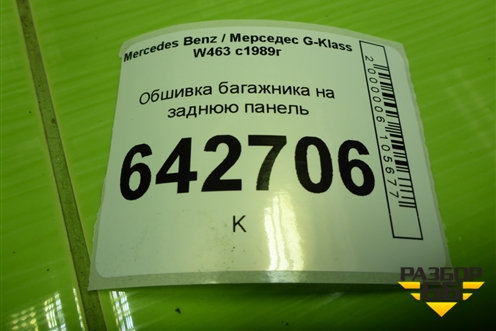 Mercedes Benz / Мерседес G-Klass
W463 с1989г
Обшивка багажника на
заднюю панель
642706
К
2000006105677
РАЗБОР